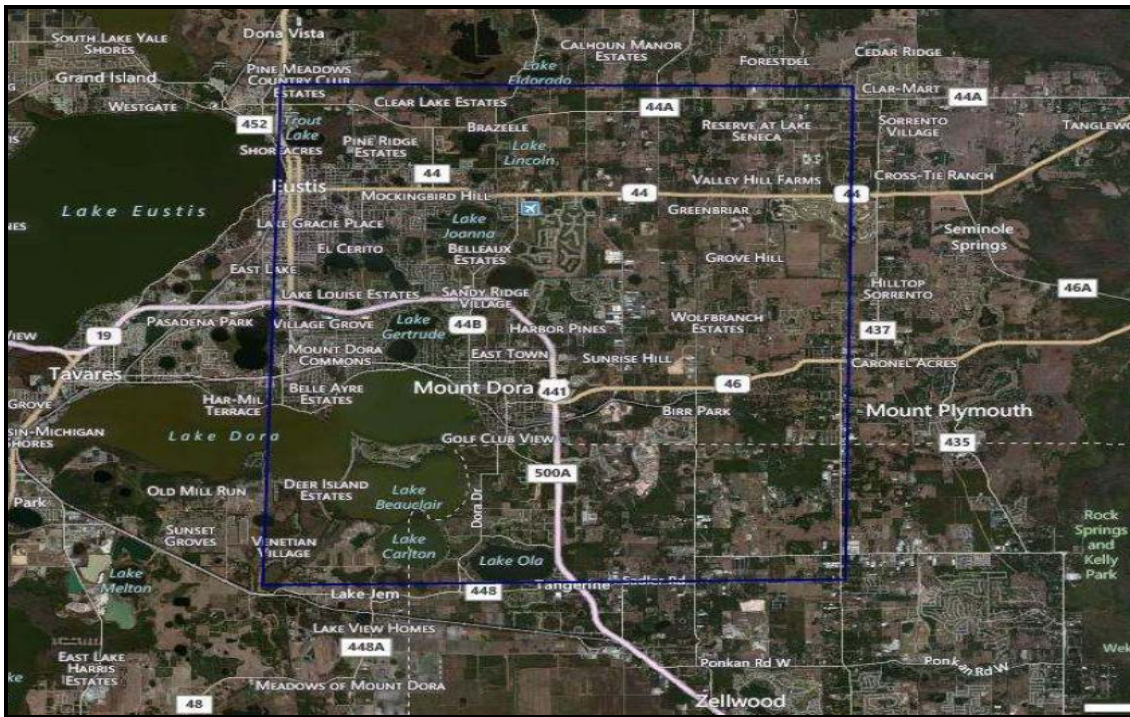 Dona Vista
SOUTH LAKE YALE
SHORES
CALHOUN MANOR
ESTATES
CEDAR RIDGE
FORESTDEL
Grand Island
PINE MEADOWS
COUNTRY CLUB
ESTATES
Lake
Eldorado
CLAR-MART
WESTGATE
CLEAR LAKE ESTATES
44A
44A
452
Trout
Lake
BRAZEELE
RESERVE AT LAKE
SENECA
SORRENTO
VILLAGE
SHOREACRES
PINE RIDGE
ESTATES
Lake
Lincoln
44
Eustis
MOCKINGBIRD HILL
44
VALLEY HILL FARMS
44
CROSS-TIE RANCH
Lake Eustis
GREENBRIAR
LAKE GRACIE PLACE
Lake
Joanna
Seminole
Springs
EL CERITO
BELLEAUX
ESTATES
GROVE HILL
EAST LAKE
HILLTOP
SORRENTO
46A
LAKE LOUISE ESTATES
SANDY RIDGE
VILLAGE
19
PASADENA PARK
VILLAGE GROVE
Lake
Gertrude
44B
HARBOR PINES
WOLFBRANCH
ESTATES
437
MOUNT DORA
COMMONS
EAST TOWN
SUNRISE HILL
CARONEL ACRES
Tavares
BELLE AYRE
ESTATES
Mount Dora
441
46
GROVE
HAR-MIL
TERRACE
BIRR PARK
Mount Plymouth
SIN-MICHIGAN
SHORES
Lake Dora
GOLF CLUB VIEW
435
500A
OLD MILL RUN
DEER ISLAND
ESTATES
Lake
Beauclair
Dora Dr
Park
SUNSET
GROVES
VENETIAN
VILLAGE
Lake
Carlton
Lake Ola
Rock
Springs
and
Kelly
Park
Lake
Melton
Lake Jem
448
Tangerine
Sadler Rd
LAKE VIEW HOMES
448A
EAST LAKE
HARRIS
ESTATES
Ponkan Rd W
Ponkan Rd W
MEADOWS OF MOUNT DORA
48
Zellwood